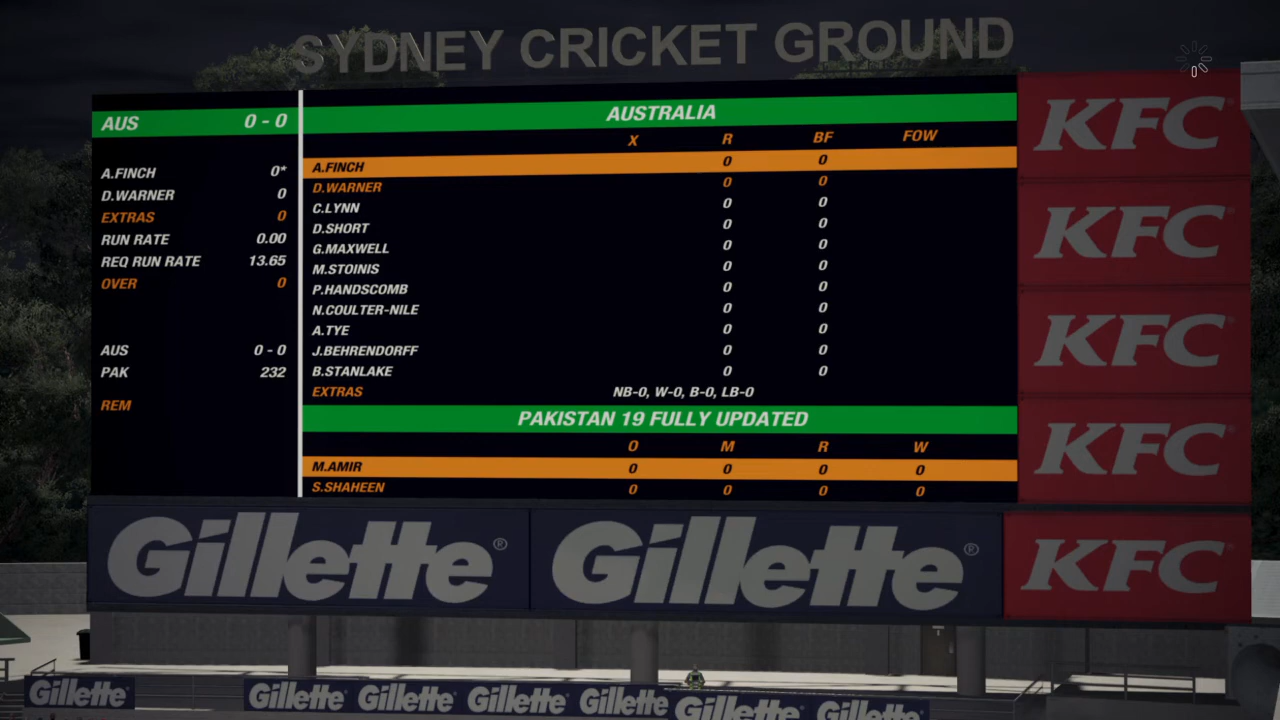 SYDNEY CRICKET GROUND
AUS 0 - 0
A.FINCH 0*
D.WARNER 0
EXTRAS 0
RUN RATE 0.00
REQ RUN RATE 13.65
OVER 0
AUS 0 - 0
PAK 232
REM
AUSTRALIA
X R BF FOW
A.FINCH 0 0
D.WARNER 0 0
C.LYNN 0 0
D.SHORT 0 0
G.MAXWELL 0 0
M.STOINIS 0 0
P.HANDSCOMB 0 0
N.COULTER-NILE 0 0
A.TYE 0 0
J.BEHRENDORFF 0 0
B.STANLAKE 0 0
EXTRAS NB-0, W-0, B-0, LB-0
PAKISTAN 19 FULLY UPDATED
O M R W
M.AMIR 0 0 0 0
S.SHAHEEN 0 0 0 0
KFC
KFC
KFC
KFC
Gillette® Gillette® KFC
Gillette Gillette Gillette Gillette Gillette Gillette Gillette